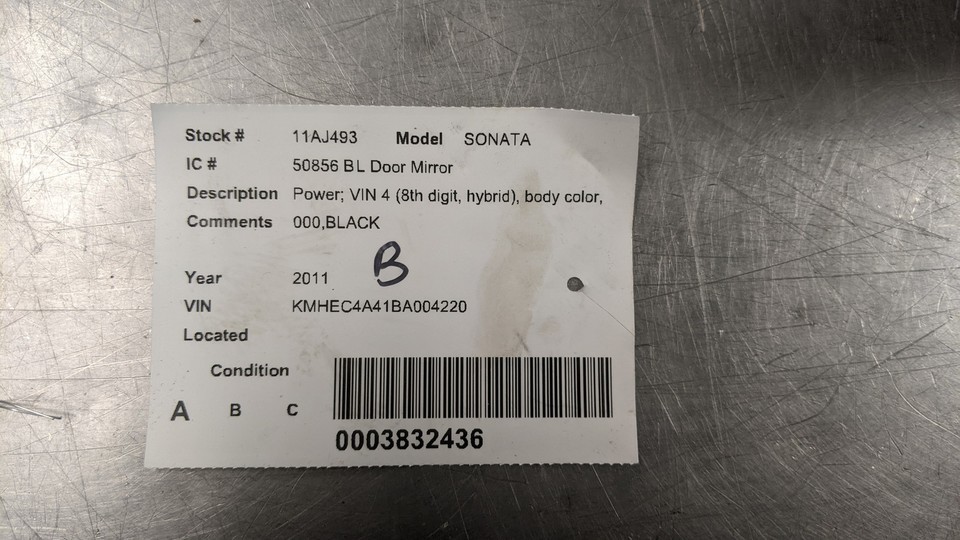 Stock # 11AJ493 Model SONATA
IC # 50856 BL Door Mirror
Description Power; VIN 4 (8th digit, hybrid), body color,
Comments 000,BLACK
B
Year 2011
VIN KMHEC4A41BA004220
Located
Condition
A B C
0003832436